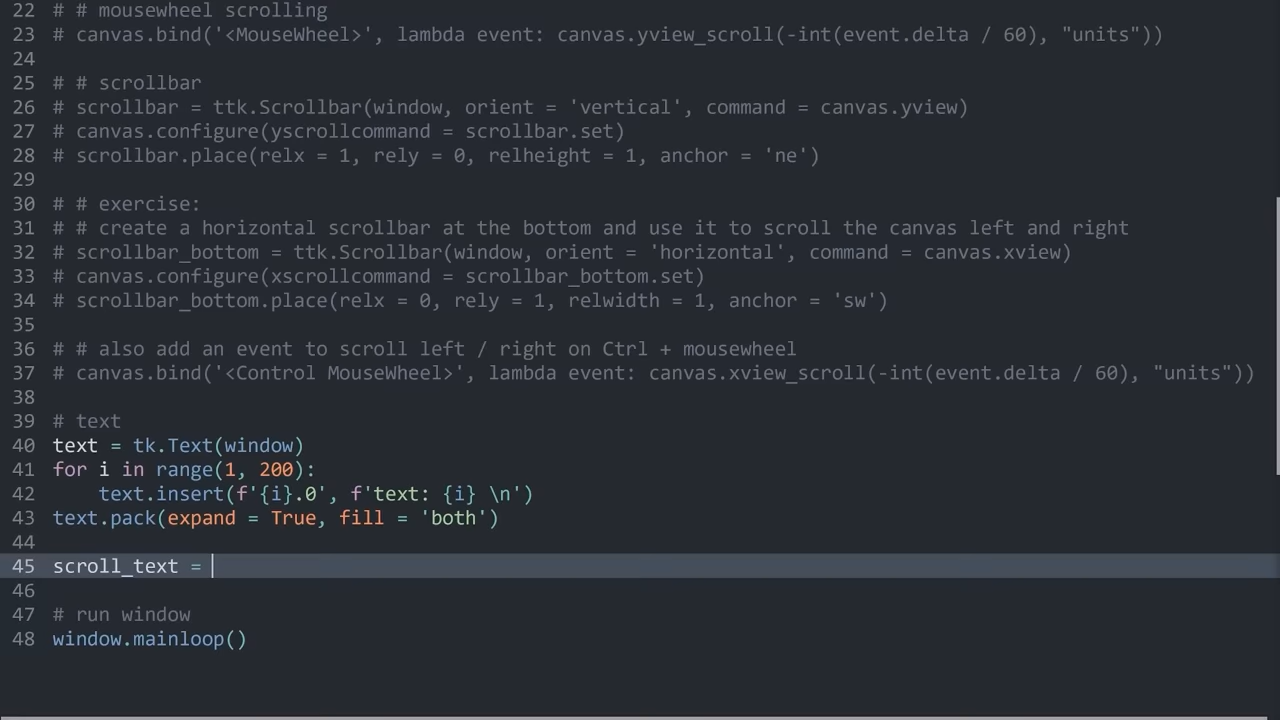 22 # # mousewheel scrolling
23 # canvas.bind('<MouseWheel>', lambda event: canvas.yview_scroll(-int(event.delta / 60), "units"))
24
25 # # scrollbar
26 # scrollbar = ttk.Scrollbar(window, orient = 'vertical', command = canvas.yview)
27 # canvas.configure(yscrollcommand = scrollbar.set)
28 # scrollbar.place(relx = 1, rely = 0, relheight = 1, anchor = 'ne')
29
30 # # exercise:
31 # # create a horizontal scrollbar at the bottom and use it to scroll the canvas left and right
32 # scrollbar_bottom = ttk.Scrollbar(window, orient = 'horizontal', command = canvas.xview)
33 # canvas.configure(xscrollcommand = scrollbar_bottom.set)
34 # scrollbar_bottom.place(relx = 0, rely = 1, relwidth = 1, anchor = 'sw')
35
36 # # also add an event to scroll left / right on Ctrl + mousewheel
37 # canvas.bind('<Control MouseWheel>', lambda event: canvas.xview_scroll(-int(event.delta / 60), "units"))
38
39 # text
40 text = tk.Text(window)
41 for i in range(1, 200):
42     text.insert(f'{i}.0', f'text: {i} \n')
43 text.pack(expand = True, fill = 'both')
44
45 scroll_text =
46
47 # run window
48 window.mainloop()